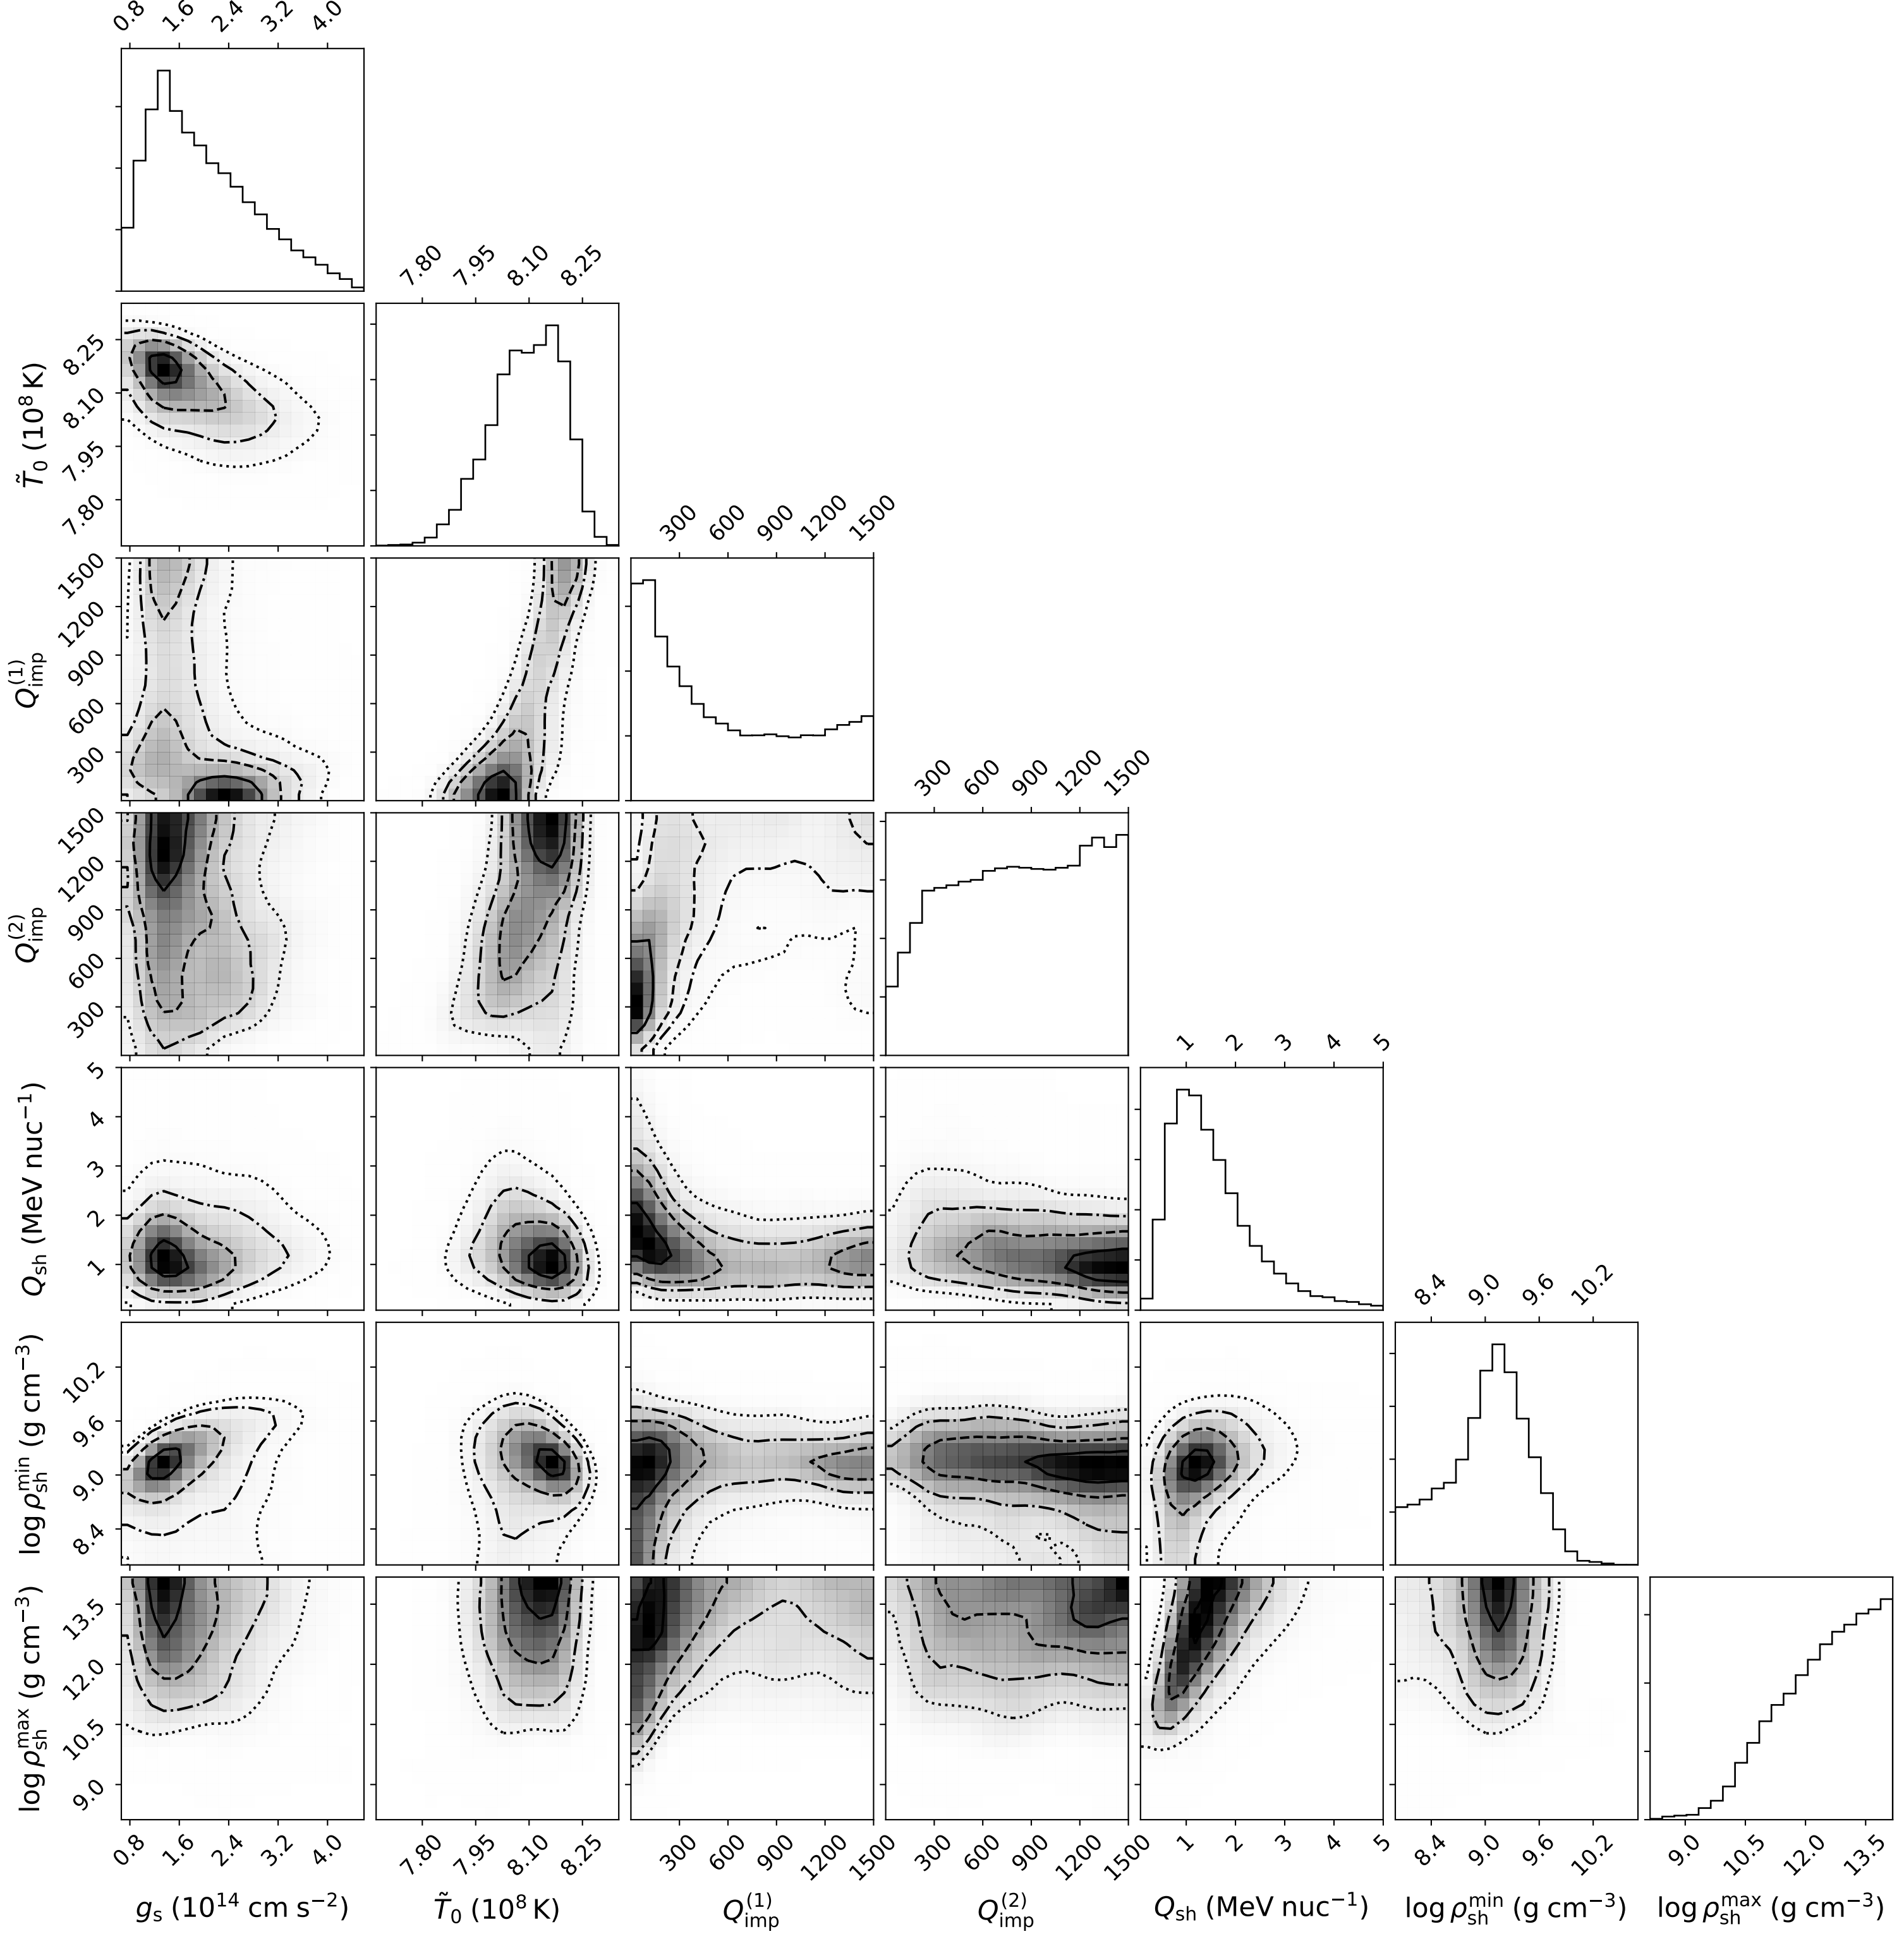 0.8 1.6 2.4 3.2 4.0
7.80 7.95 8.10 8.25
T̃₀ (10⁸ K)
8.25
8.10
7.95
7.80
300 600 900 1200 1500
Q_imp^(1)
1500
1200
900
600
300
300 600 900 1200 1500
Q_imp^(2)
1500
1200
900
600
300
1 2 3 4 5
Q_sh (MeV nuc⁻¹)
5
4
3
2
1
8.4 9.0 9.6 10.2
log ρ_sh^min (g cm⁻³)
10.2
9.6
9.0
8.4
log ρ_sh^max (g cm⁻³)
13.5
12.0
10.5
9.0
0.8 1.6 2.4 3.2 4.0 7.80 7.95 8.10 8.25 300 600 900 1200 1500 300 600 900 1200 1500 1 2 3 4 5 8.4 9.0 9.6 10.2 9.0 10.5 12.0 13.5
g_s (10¹⁴ cm s⁻²) T̃₀ (10⁸ K) Q_imp^(1) Q_imp^(2) Q_sh (MeV nuc⁻¹) log ρ_sh^min (g cm⁻³) log ρ_sh^max (g cm⁻³)